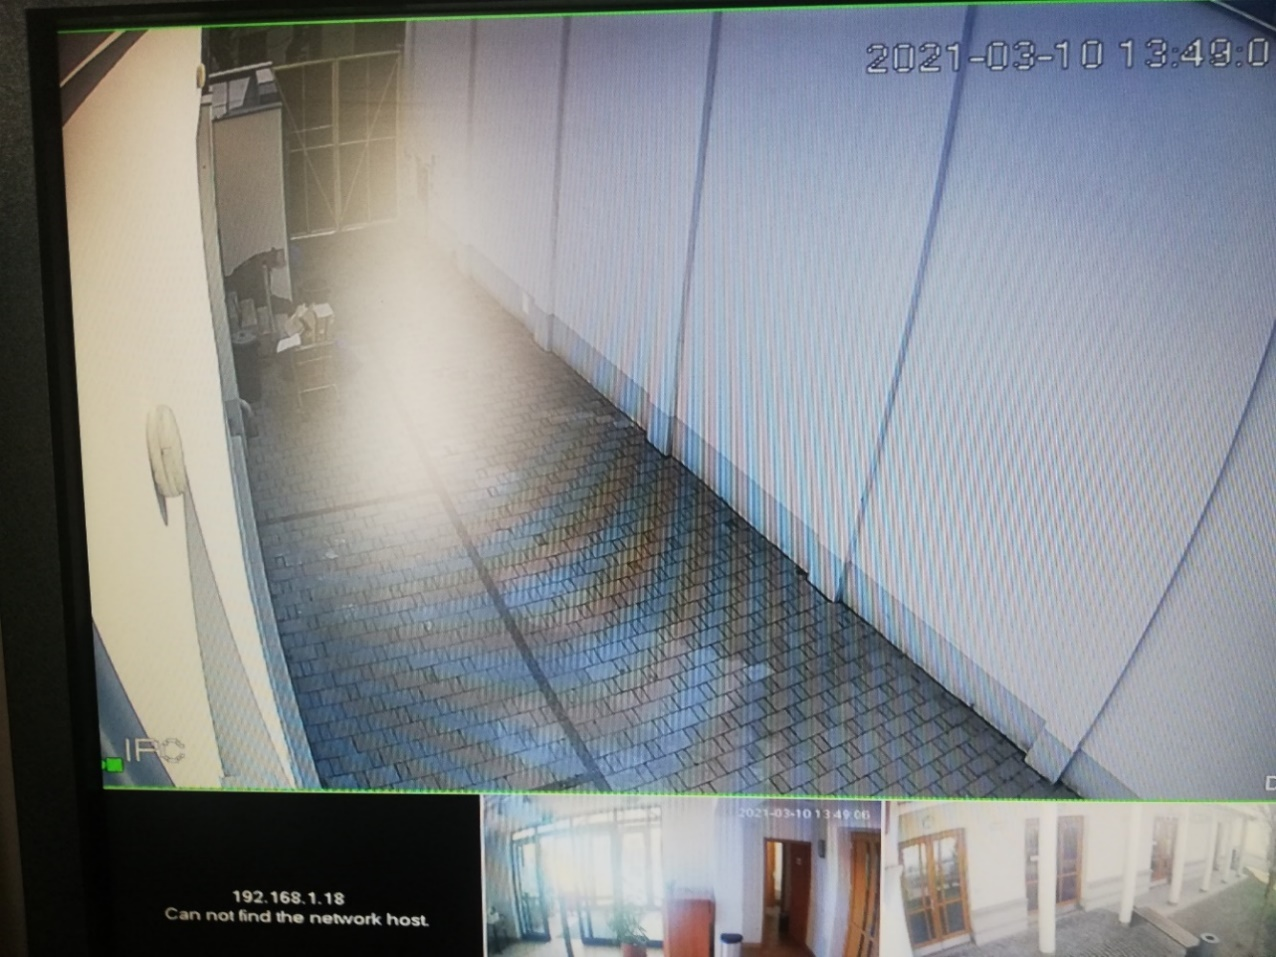 2021-03-10 13:49:0
IPC
D
192.168.1.18
Can not find the network host.
2021-03-10 13:49:06